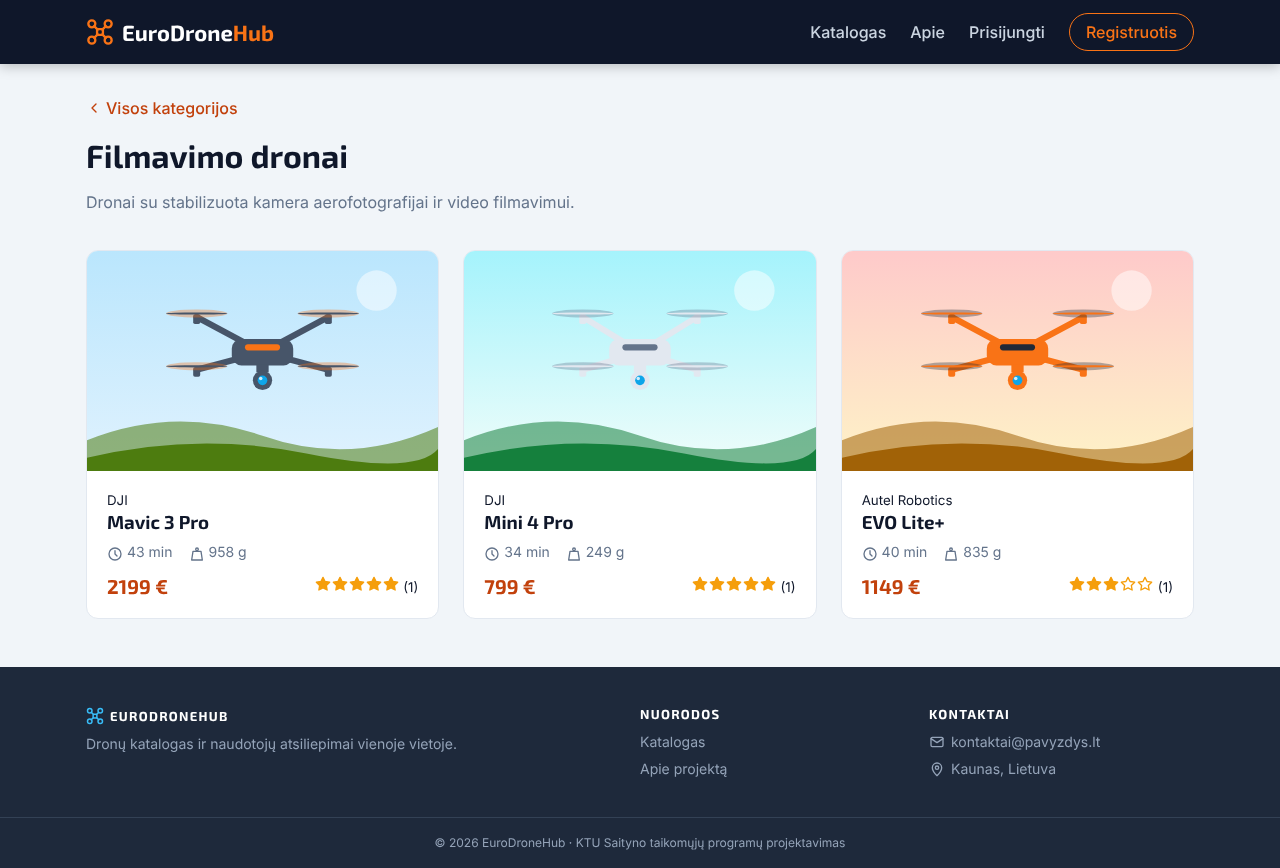 EuroDroneHub
Katalogas Apie Prisijungti Registruotis
Visos kategorijos
Filmavimo dronai
Dronai su stabilizuota kamera aerofotografijai ir video filmavimui.
DJI
Mavic 3 Pro
43 min 958 g
2199 € (1)
DJI
Mini 4 Pro
34 min 249 g
799 € (1)
Autel Robotics
EVO Lite+
40 min 835 g
1149 € (1)
EURODRONEHUB
Dronų katalogas ir naudotojų atsiliepimai vienoje vietoje.
NUORODOS
Katalogas
Apie projektą
KONTAKTAI
kontaktai@pavyzdys.lt
Kaunas, Lietuva
© 2026 EuroDroneHub · KTU Saityno taikomųjų programų projektavimas